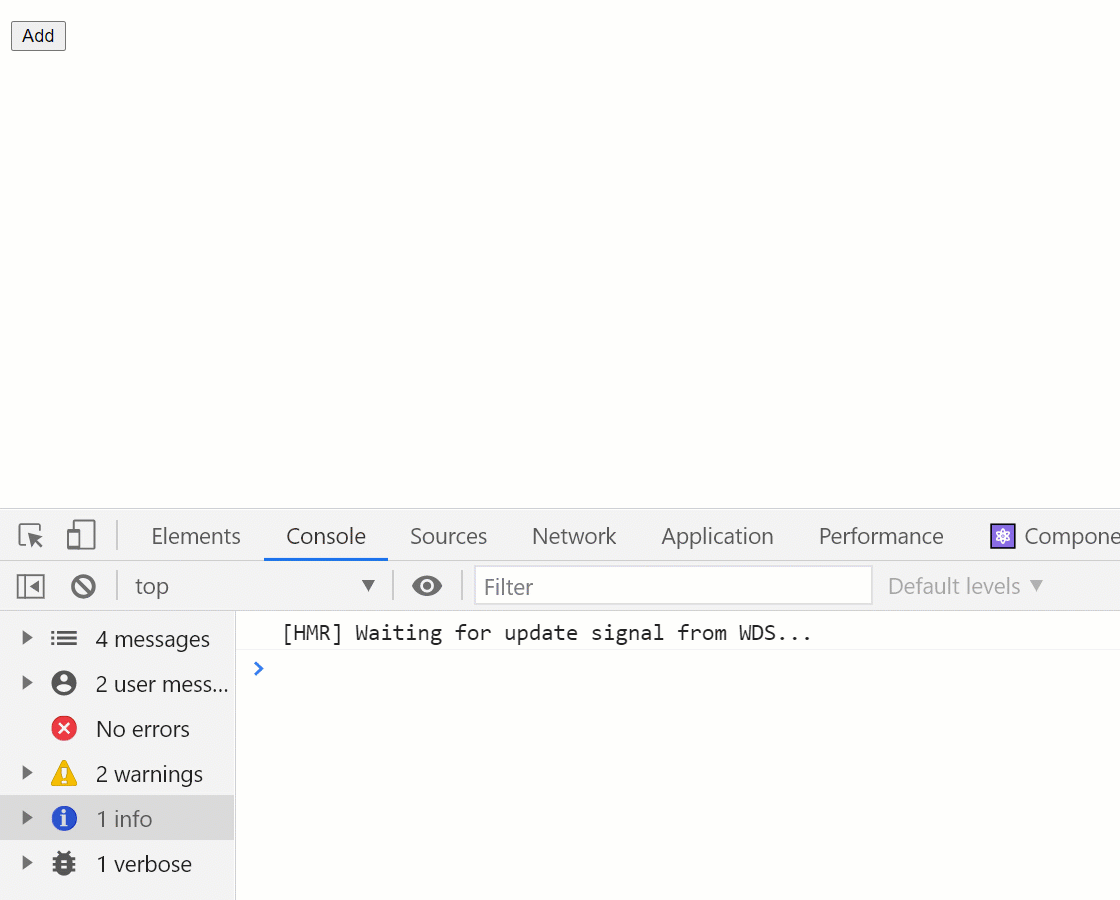 Add
Elements Console Sources Network Application Performance Compone
top Filter Default levels
4 messages
2 user mess...
No errors
2 warnings
1 info
1 verbose
[HMR] Waiting for update signal from WDS...